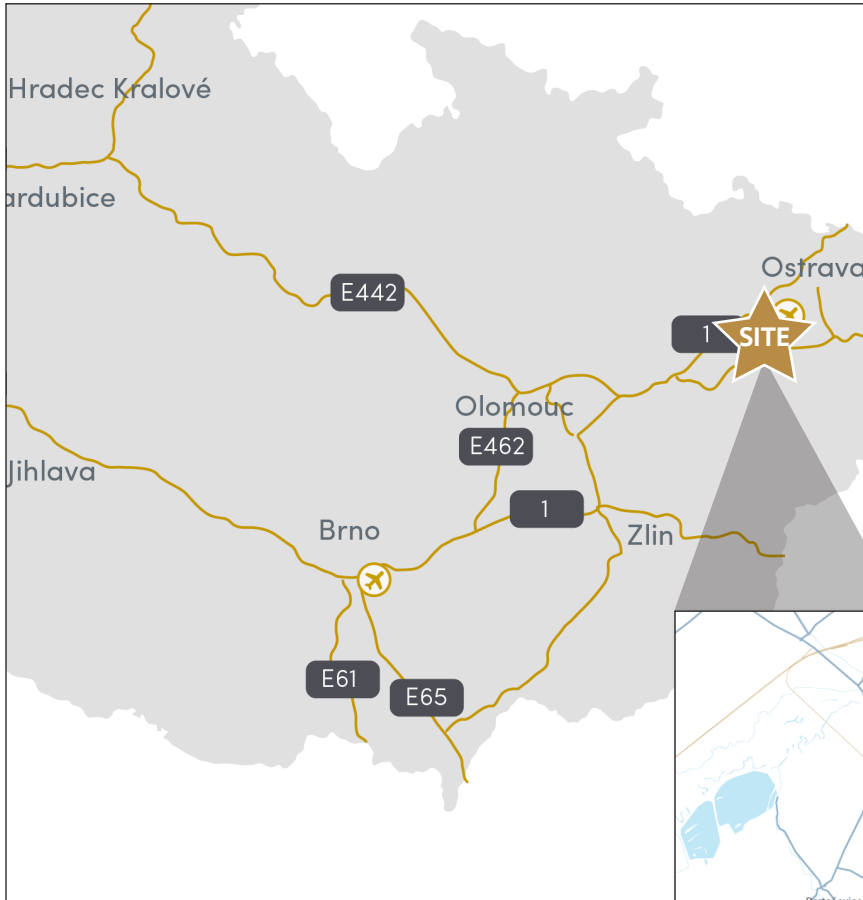 Hradec Kralové
ardubice
Ostrava
E442
1
SITE
Olomouc
E462
Jihlava
1
Brno
Zlin
E61
E65